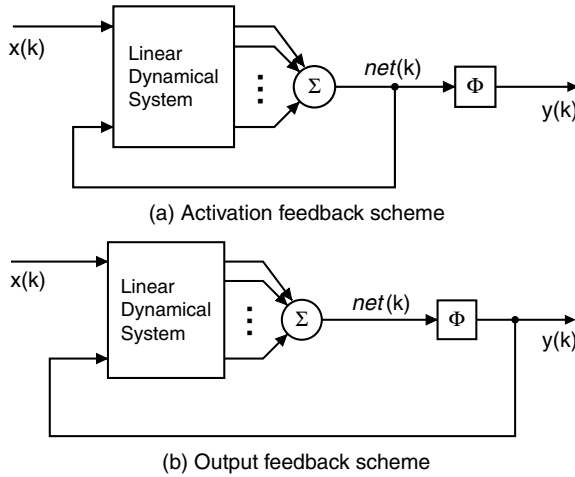 x(k)
Linear
Dynamical
System
Σ
net(k)
Φ
y(k)
(a) Activation feedback scheme
x(k)
Linear
Dynamical
System
Σ
net(k)
Φ
y(k)
(b) Output feedback scheme